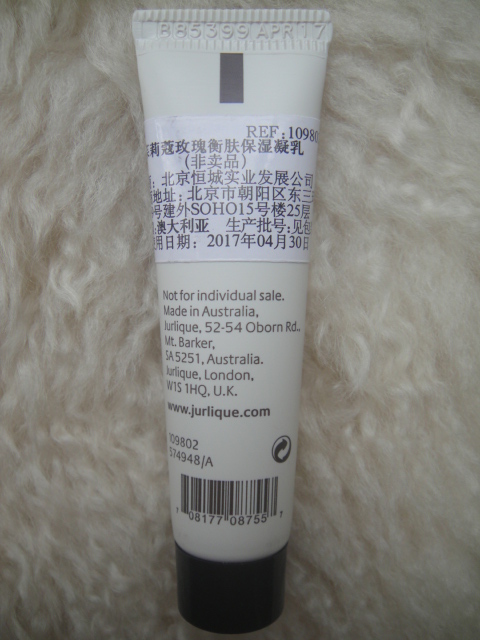 B85399 APR17
REF:10980
莉蔻玫瑰衡肤保湿凝乳
(非卖品)
: 北京恒城实业发展公司
地址: 北京市朝阳区东三
号建外SOHO15号楼25层
:澳大利亚 生产批号:见包
用日期: 2017年04月30日
Not for individual sale.
Made in Australia,
Jurlique, 52-54 Oborn Rd.,
Mt. Barker,
SA 5251, Australia.
Jurlique, London,
W1S 1HQ, U.K.
www.jurlique.com
109802
574948/A
7 08177 08755 7